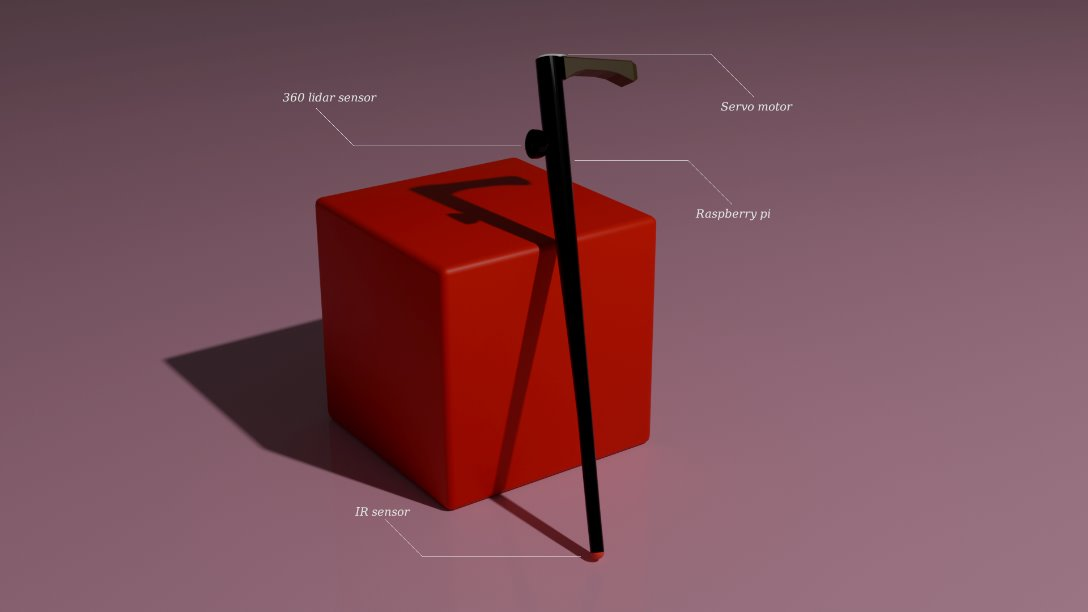 360 lidar sensor
Servo motor
Raspberry pi
IR sensor